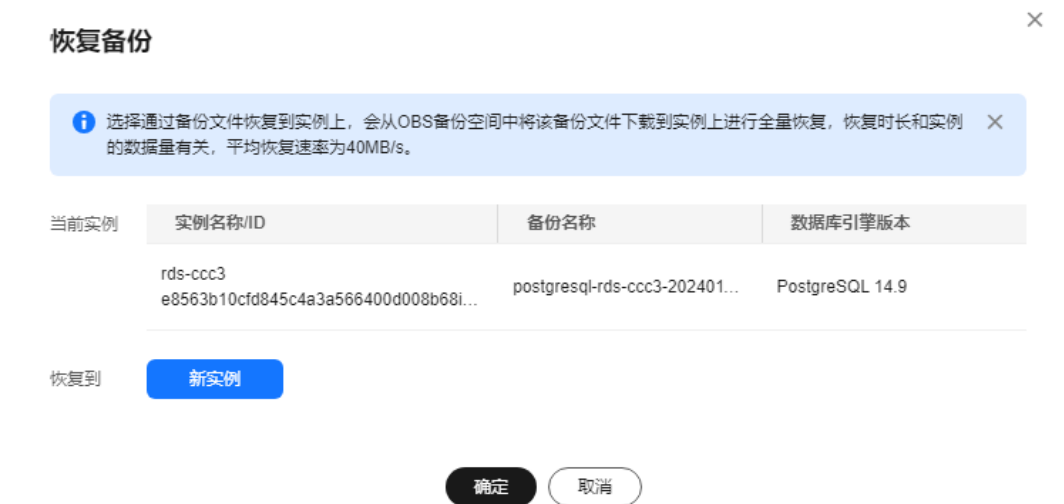 恢复备份
选择通过备份文件恢复到实例上，会从OBS备份空间中将该备份文件下载到实例上进行全量恢复，恢复时长和实例
的数据量有关，平均恢复速率为40MB/s。
当前实例
实例名称/ID 备份名称 数据库引擎版本
rds-ccc3
e8563b10cfd845c4a3a566400d008b68i... postgresql-rds-ccc3-202401... PostgreSQL 14.9
恢复到 新实例
确定 取消